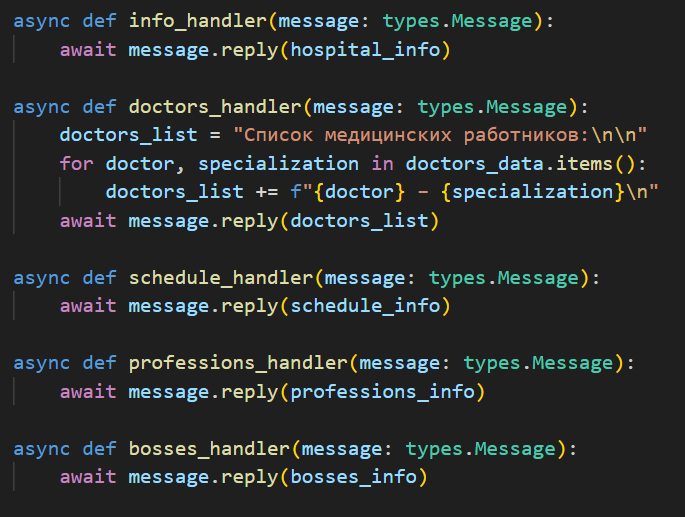 async def info_handler(message: types.Message):
    await message.reply(hospital_info)
async def doctors_handler(message: types.Message):
    doctors_list = "Список медицинских работников:\n\n"
    for doctor, specialization in doctors_data.items():
        doctors_list += f"{doctor} – {specialization}\n"
    await message.reply(doctors_list)
async def schedule_handler(message: types.Message):
    await message.reply(schedule_info)
async def professions_handler(message: types.Message):
    await message.reply(professions_info)
async def bosses_handler(message: types.Message):
    await message.reply(bosses_info)